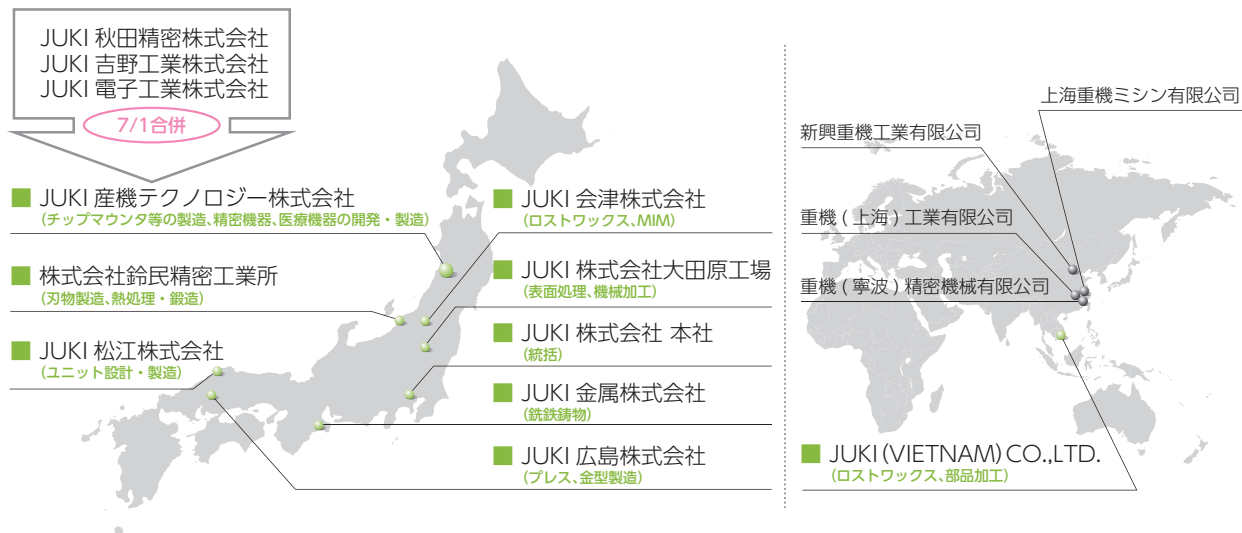 JUKI 秋田精密株式会社
JUKI 吉野工業株式会社
JUKI 電子工業株式会社
7/1合併
■ JUKI 産機テクノロジー株式会社
(チップマウンタ等の製造、精密機器、医療機器の開発・製造)
■ 株式会社鈴民精密工業所
(刃物製造、熱処理・鍛造)
■ JUKI 松江株式会社
(ユニット設計・製造)
■ JUKI 会津株式会社
(ロストワックス、MIM)
■ JUKI 株式会社大田原工場
(表面処理、機械加工)
■ JUKI 株式会社 本社
(統括)
■ JUKI 金属株式会社
(銑鉄鋳物)
■ JUKI 広島株式会社
(プレス、金型製造)
上海重機ミシン有限公司
新興重機工業有限公司
重機 ( 上海 ) 工業有限公司
重機 ( 寧波 ) 精密機械有限公司
■ JUKI (VIETNAM) CO.,LTD.
(ロストワックス、部品加工)